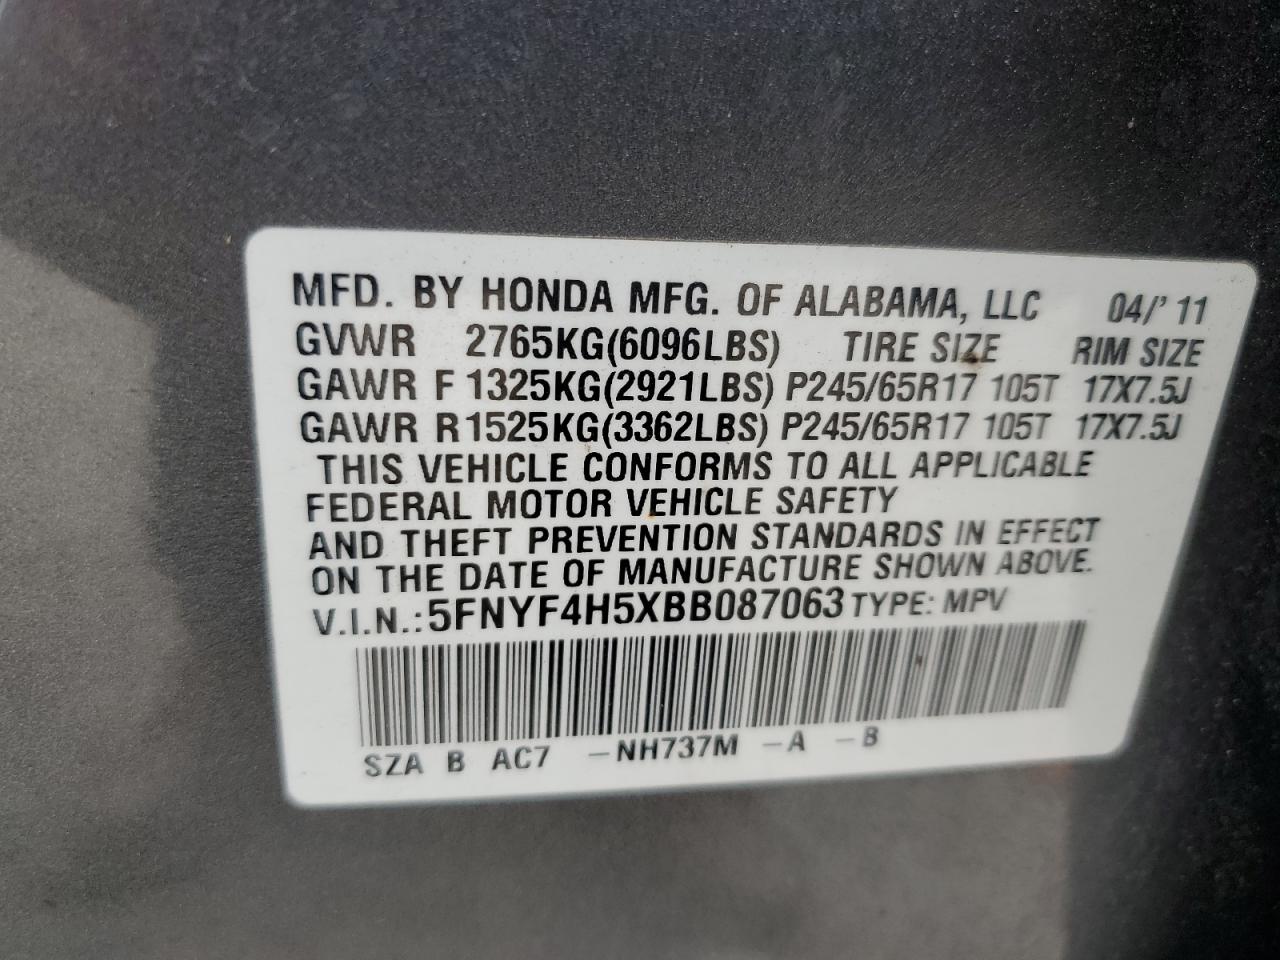 MFD. BY HONDA MFG. OF ALABAMA, LLC 04/' 11
GVWR 2765KG(6096LBS) TIRE SIZE RIM SIZE
GAWR F 1325KG(2921LBS) P245/65R17 105T 17X7.5J
GAWR R 1525KG(3362LBS) P245/65R17 105T 17X7.5J
THIS VEHICLE CONFORMS TO ALL APPLICABLE
FEDERAL MOTOR VEHICLE SAFETY
AND THEFT PREVENTION STANDARDS IN EFFECT
ON THE DATE OF MANUFACTURE SHOWN ABOVE.
V.I.N.: 5FNYF4H5XBB087063 TYPE: MPV
SZA B AC7 -NH737M -A -B